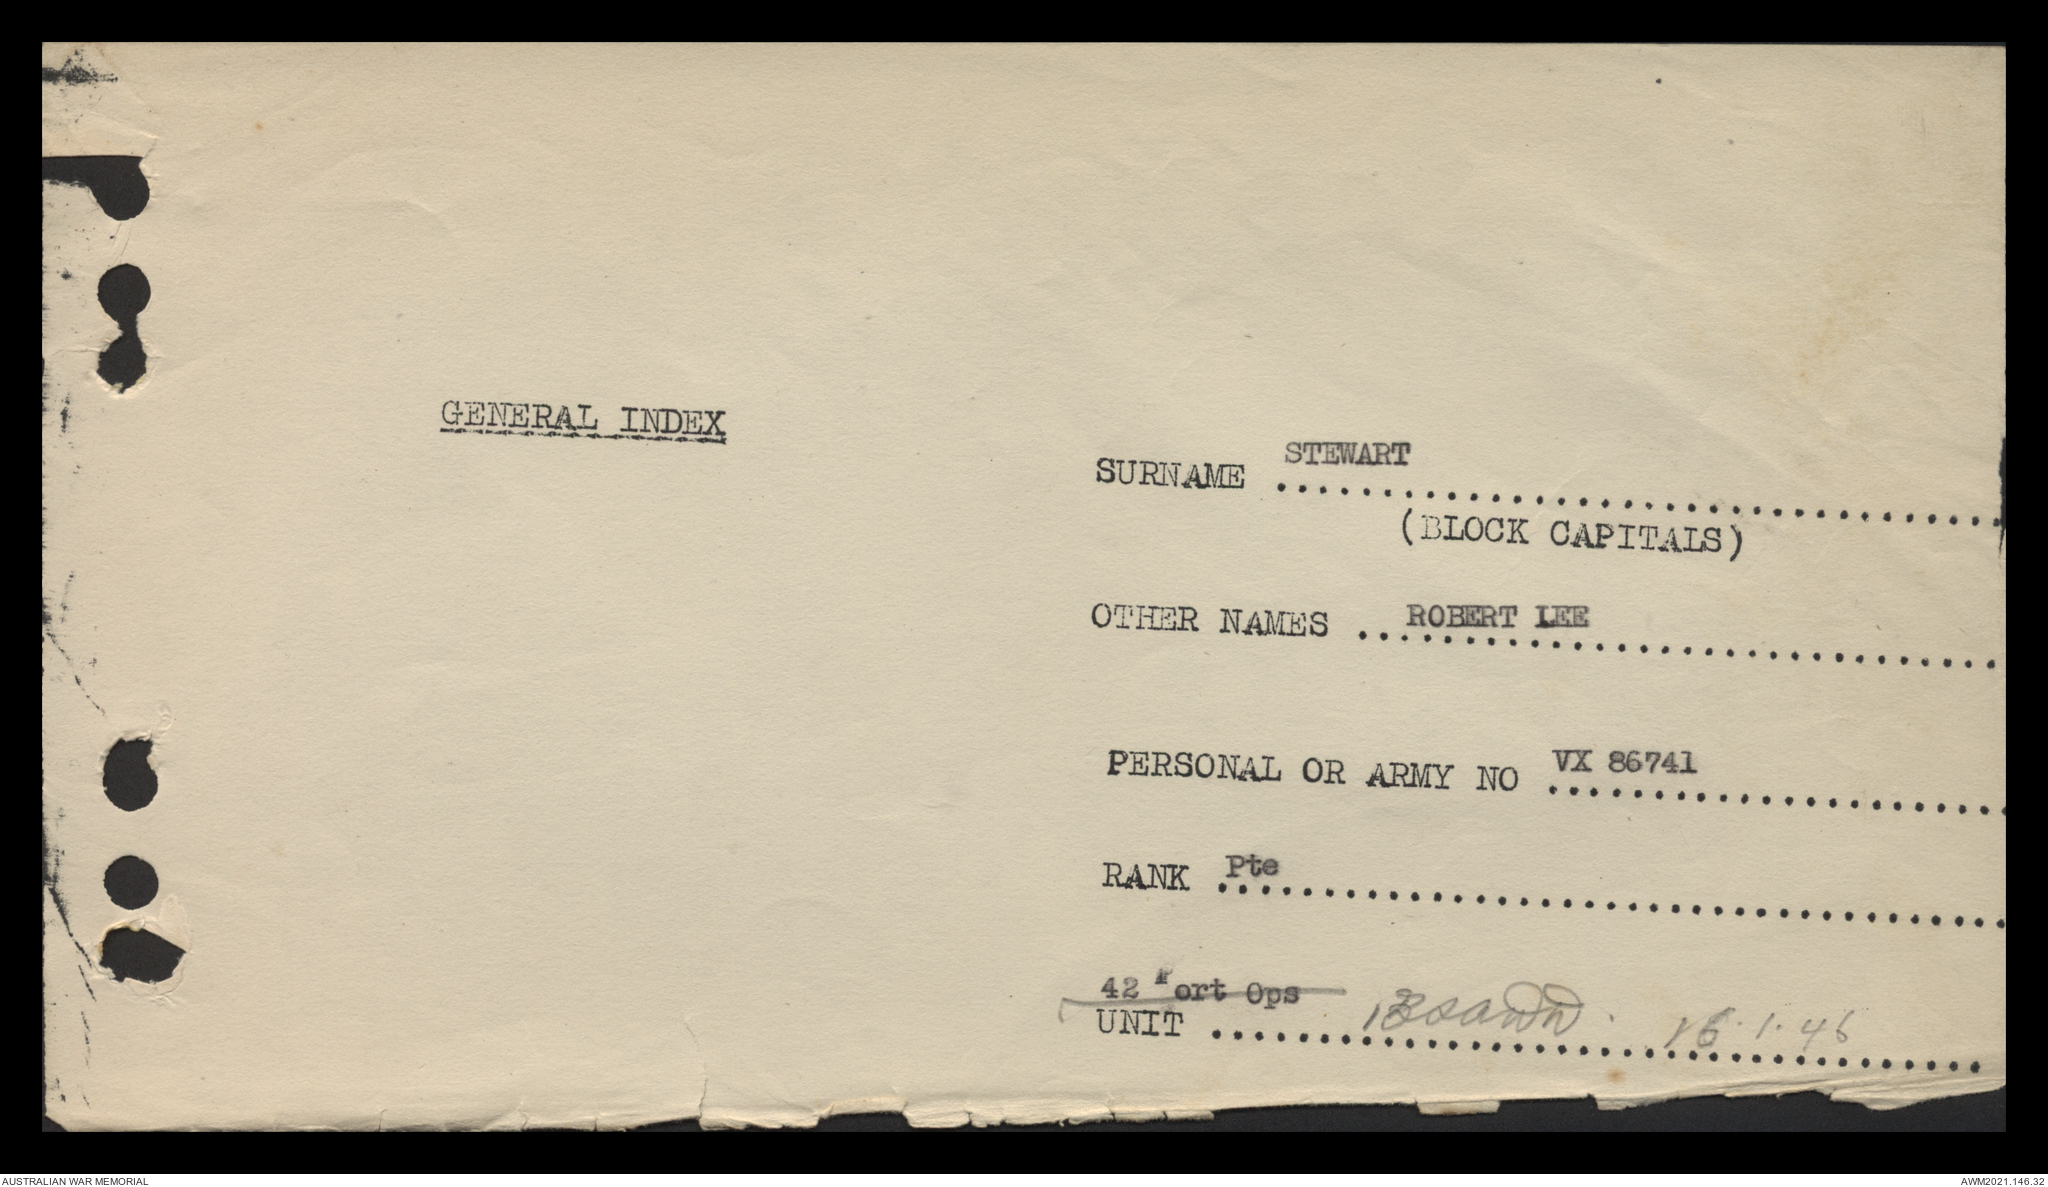 GENERAL INDEX
SURNAME STEWART
(BLOCK CAPITALS)
OTHER NAMES ROBERT LEE
PERSONAL OR ARMY NO VX 86741
RANK Pte
42 Port Ops
UNIT 16.1.46
AUSTRALIAN WAR MEMORIAL
AWM2021.146.32